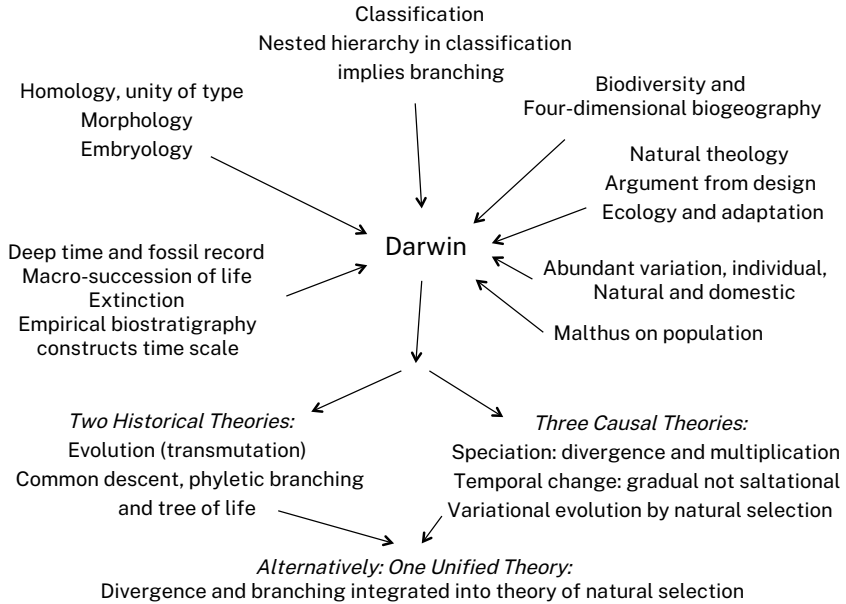 Classification
Nested hierarchy in classification
implies branching
Homology, unity of type
Morphology
Embryology
Biodiversity and
Four-dimensional biogeography
Natural theology
Argument from design
Ecology and adaptation
Darwin
Deep time and fossil record
Macro-succession of life
Extinction
Empirical biostratigraphy
constructs time scale
Abundant variation, individual,
Natural and domestic
Malthus on population
Two Historical Theories:
Evolution (transmutation)
Common descent, phyletic branching
and tree of life
Three Causal Theories:
Speciation: divergence and multiplication
Temporal change: gradual not saltational
Variational evolution by natural selection
Alternatively: One Unified Theory:
Divergence and branching integrated into theory of natural selection